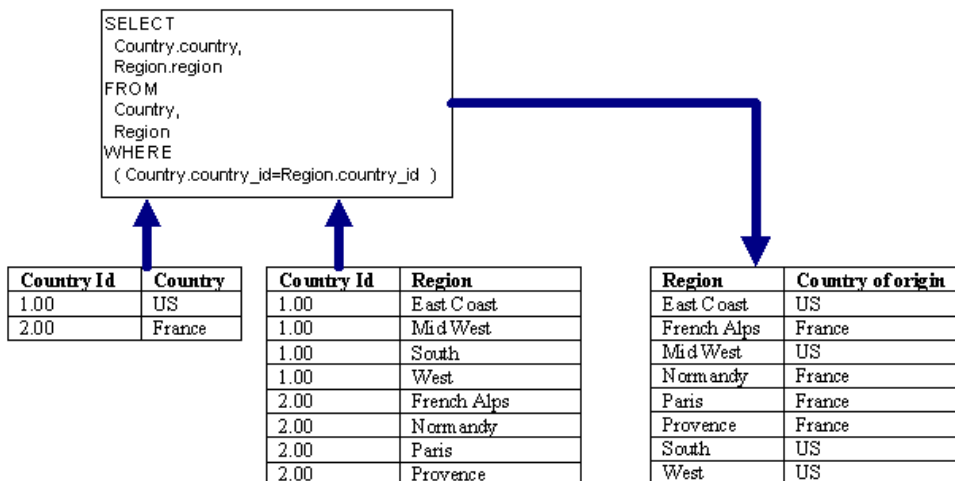 SELECT
Country.country,
Region.region
FROM
Country,
Region
WHERE
( Country.country_id=Region.country_id )
Country Id Country
1.00 US
2.00 France
Country Id Region
1.00 East Coast
1.00 Mid West
1.00 South
1.00 West
2.00 French Alps
2.00 Normandy
2.00 Paris
2.00 Provence
Region Country of origin
East Coast US
French Alps France
Mid West US
Normandy France
Paris France
Provence France
South US
West US